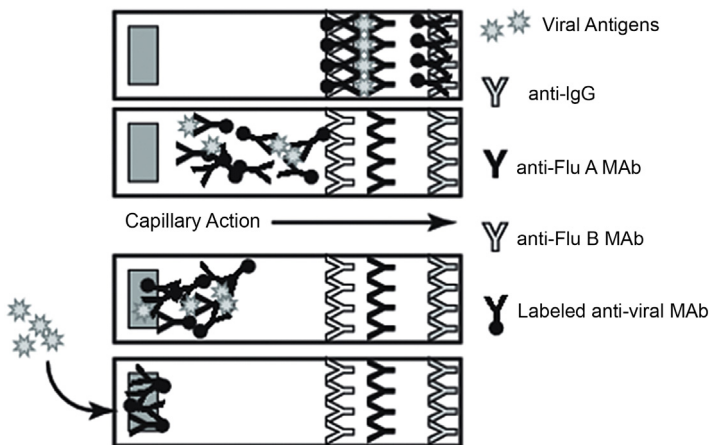 Viral Antigens
anti-IgG
anti-Flu A MAb
Capillary Action
anti-Flu B MAb
Labeled anti-viral MAb